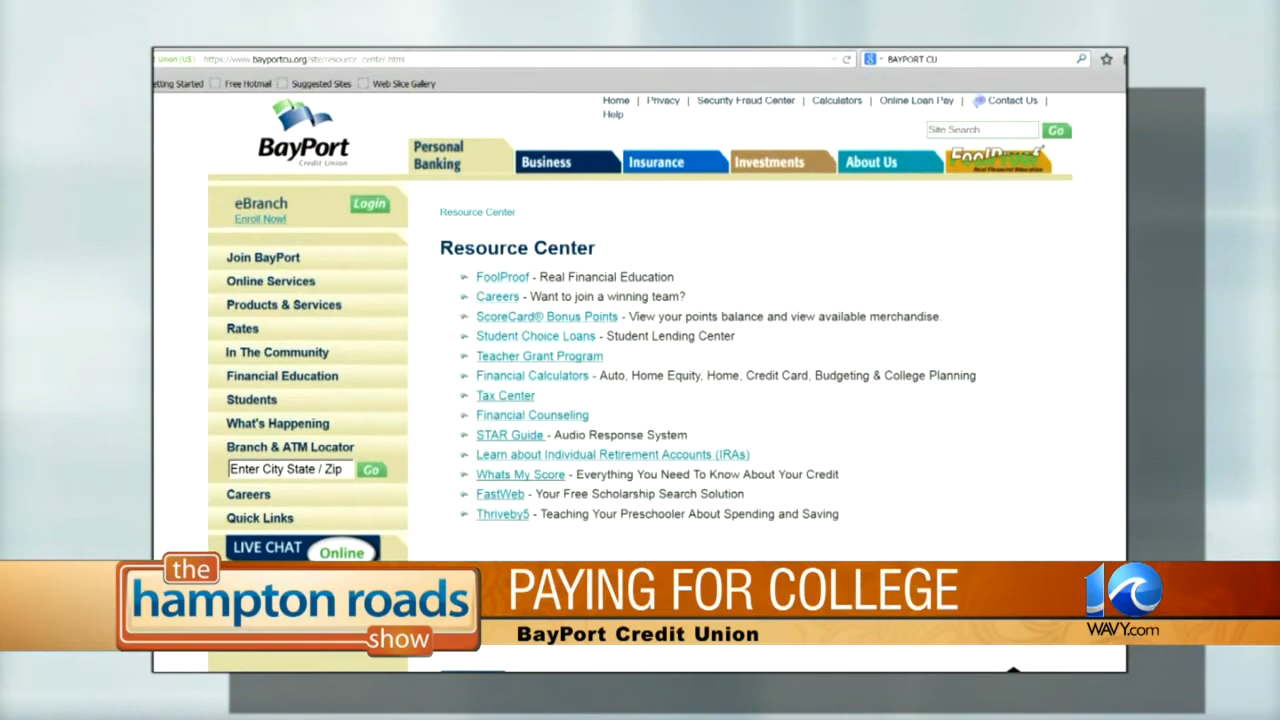 union (US) https://www.bayportcu.org/site/resource_center.html BAYPORT CU
etting Started Free Hotmail Suggested Sites Web Slice Gallery
Home | Privacy | Security Fraud Center | Calculators | Online Loan Pay | Contact Us |
Help
Site Search Go
BayPort
Credit Union
Personal
Banking
Business
Insurance
Investments
About Us
FoolProof
Real Financial Education
eBranch Login
Enroll Now!
Join BayPort
Online Services
Products & Services
Rates
In The Community
Financial Education
Students
What's Happening
Branch & ATM Locator
Enter City State / Zip Go
Careers
Quick Links
LIVE CHAT Online
Resource Center
Resource Center
FoolProof - Real Financial Education
Careers - Want to join a winning team?
ScoreCard® Bonus Points - View your points balance and view available merchandise.
Student Choice Loans - Student Lending Center
Teacher Grant Program
Financial Calculators - Auto, Home Equity, Home, Credit Card, Budgeting & College Planning
Tax Center
Financial Counseling
STAR Guide - Audio Response System
Learn about Individual Retirement Accounts (IRAs)
Whats My Score - Everything You Need To Know About Your Credit
FastWeb - Your Free Scholarship Search Solution
Thriveby5 - Teaching Your Preschooler About Spending and Saving
the
hampton roads
show
PAYING FOR COLLEGE
BayPort Credit Union
10
WAVY.com